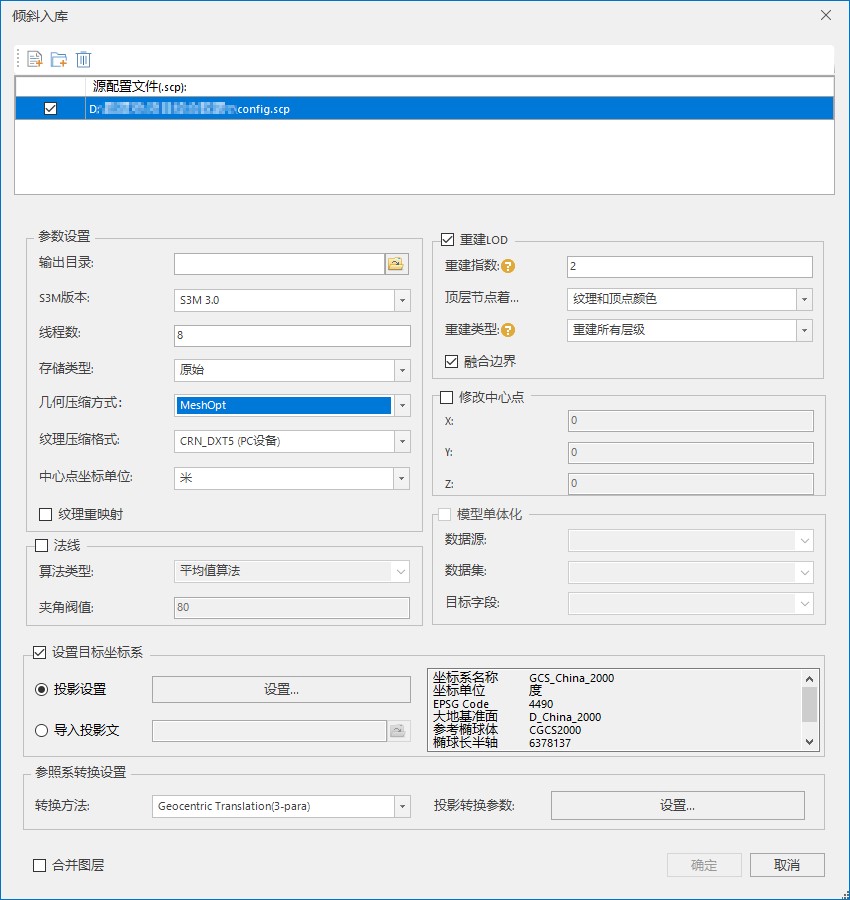 倾斜入库
源配置文件(.scp):
D:\ \config.scp
参数设置
输出目录:
S3M版本:
S3M 3.0
线程数:
8
存储类型:
原始
几何压缩方式:
MeshOpt
纹理压缩格式:
CRN_DXT5 (PC设备)
中心点坐标单位:
米
纹理重映射
法线
算法类型:
平均值算法
夹角阀值:
80
重建LOD
重建指数:
2
顶层节点着...
纹理和顶点颜色
重建类型:
重建所有层级
融合边界
修改中心点
X:
0
Y:
0
Z:
0
模型单体化
数据源:
数据集:
目标字段:
设置目标坐标系
投影设置
设置...
导入投影文
坐标系名称 GCS_China_2000
坐标单位 度
EPSG Code 4490
大地基准面 D_China_2000
参考椭球体 CGCS2000
椭球长半轴 6378137
参照系转换设置
转换方法:
Geocentric Translation(3-para)
投影转换参数:
设置...
合并图层
确定
取消